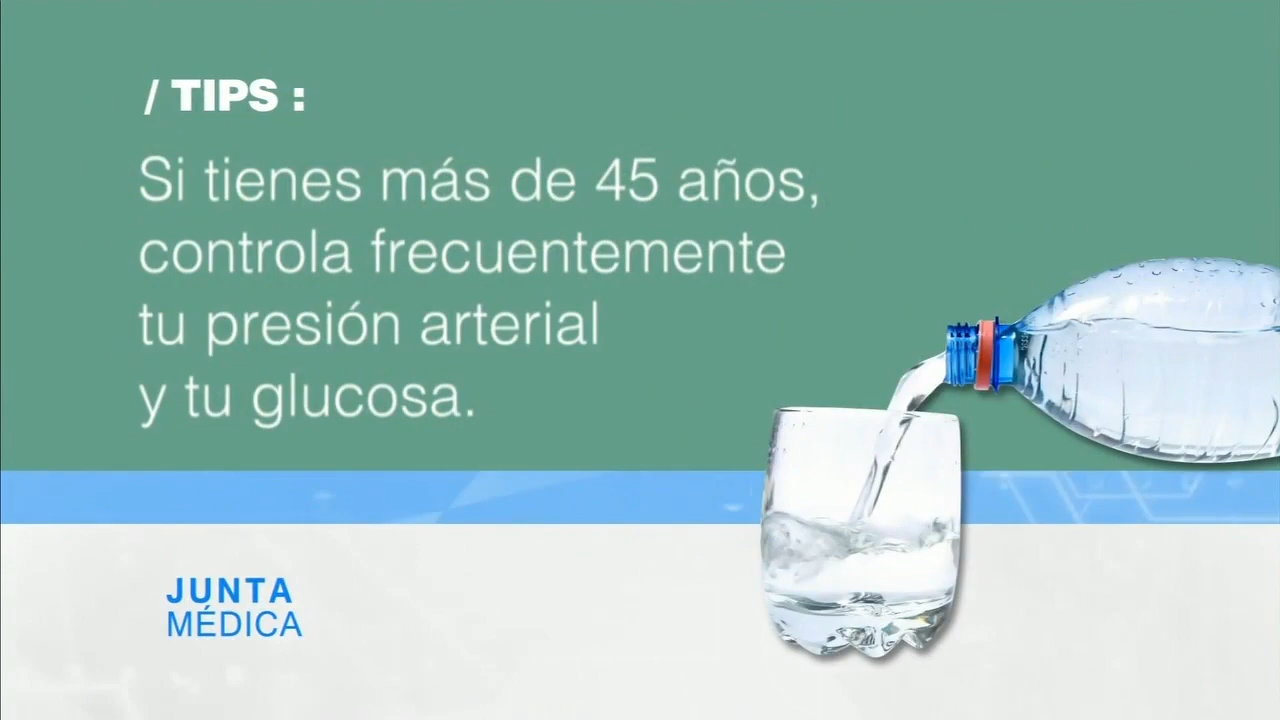 / TIPS :
Si tienes más de 45 años,
controla frecuentemente
tu presión arterial
y tu glucosa.
JUNTA
MÉDICA